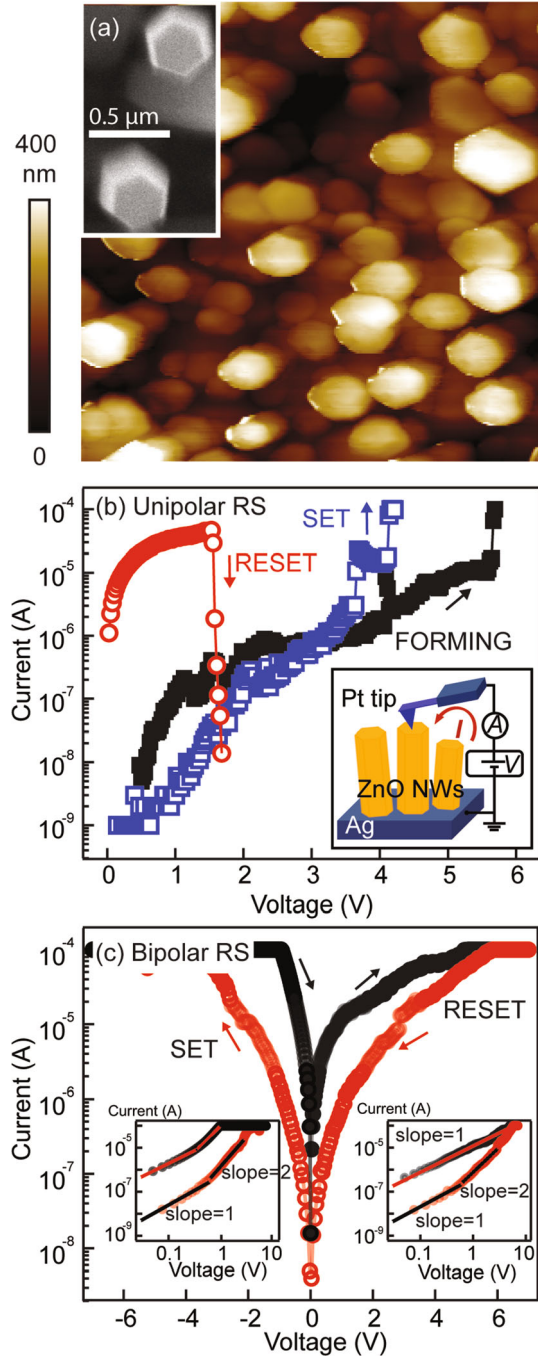 (a)
0.5 µm
400
nm
0
(b) Unipolar RS
SET
RESET
FORMING
Pt tip
I
A
V
ZnO NWs
Ag
Current (A)
10-4
10-5
10-6
10-7
10-8
10-9
0 1 2 3 4 5 6
Voltage (V)
(c) Bipolar RS
SET
RESET
Current (A)
10-4
10-5
10-6
10-7
10-8
Current (A)
10-5
10-7
10-9
slope=2
slope=1
0.1 1 10
Voltage (V)
Current (A)
10-5
10-7
10-9
slope=1
slope=2
slope=1
0.1 1 10
Voltage (V)
-6 -4 -2 0 2 4 6
Voltage (V)